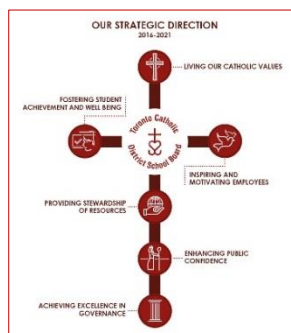 OUR STRATEGIC DIRECTION
2016-2021
LIVING OUR CATHOLIC VALUES
FOSTERING STUDENT
ACHIEVEMENT AND WELL BEING
Toronto Catholic
District School Board
INSPIRING AND
MOTIVATING EMPLOYEES
PROVIDING STEWARDSHIP
OF RESOURCES
ENHANCING PUBLIC
CONFIDENCE
ACHIEVING EXCELLENCE IN
GOVERNANCE